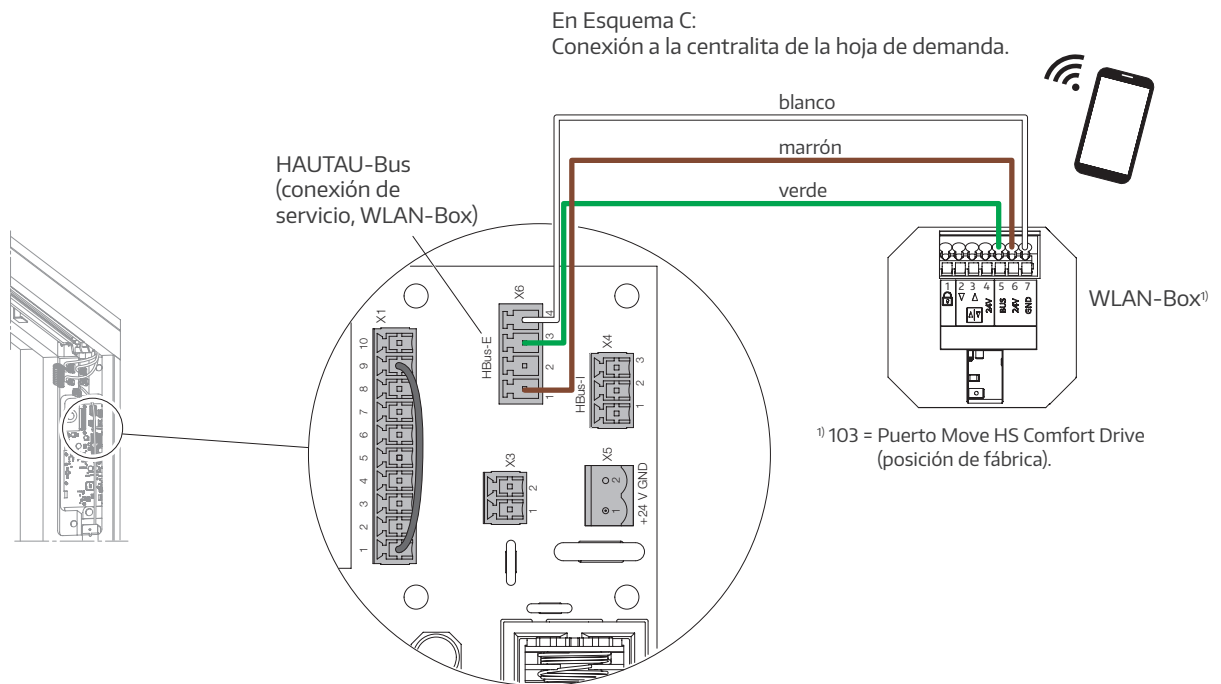 En Esquema C:
Conexión a la centralita de la hoja de demanda.
blanco
marrón
verde
HAUTAU-Bus
(conexión de
servicio, WLAN-Box)
X1
10
9
8
7
6
5
4
3
2
1
X6
HBus-E
4
3
2
1
X4
HBus-I
3
2
1
X3
2
1
X5
2
1
+24 V GND
1 2 3 4 5 6 7
24V BUS 24V GND
WLAN-Box¹⁾
¹⁾ 103 = Puerto Move HS Comfort Drive
(posición de fábrica).